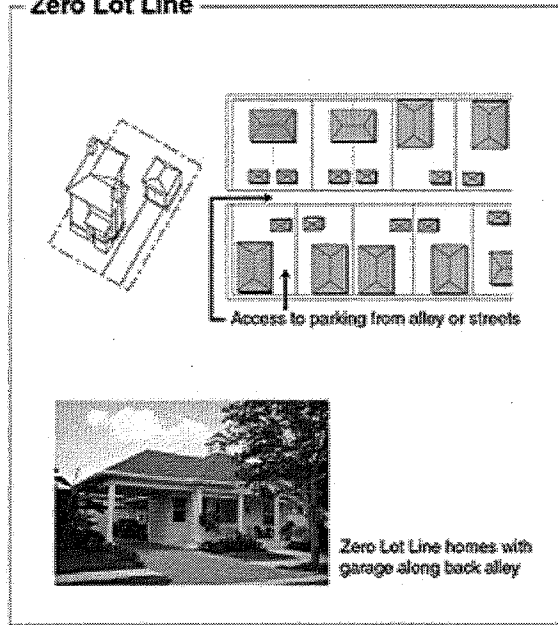 Zero Lot Line
Access to parking from alley or streets
Zero Lot Line homes with
garage along back alley